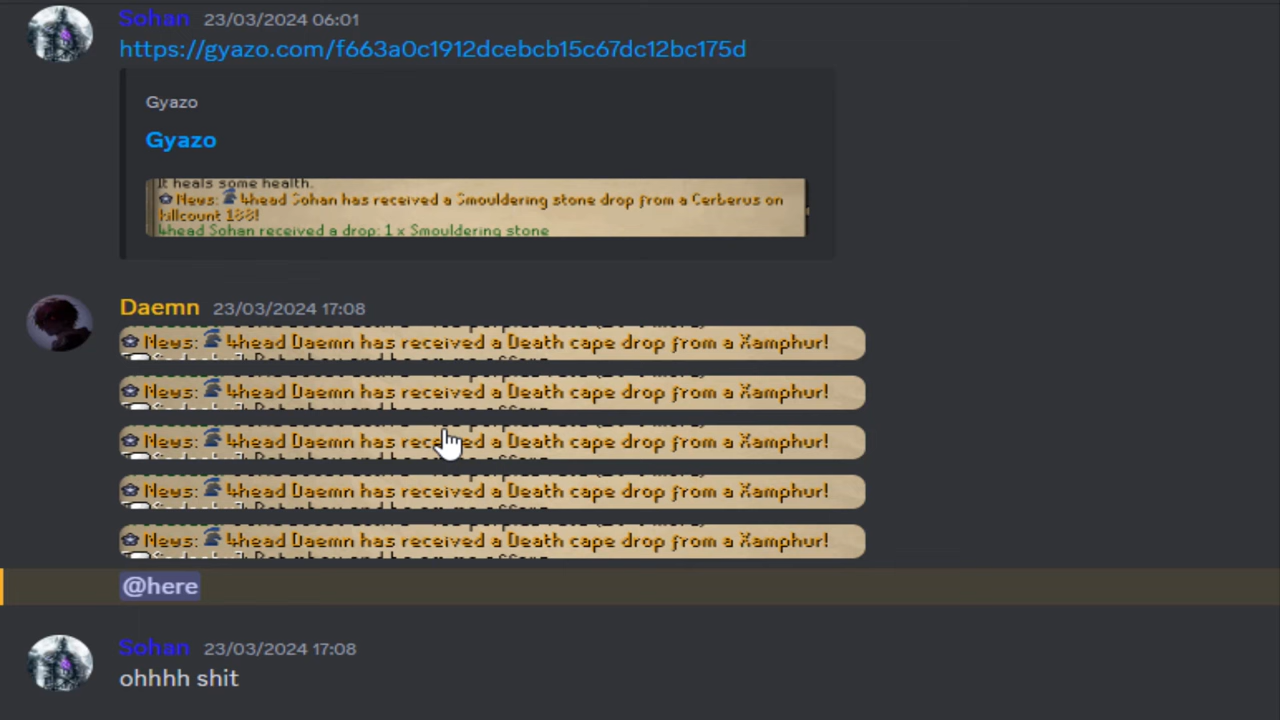 Sohan 23/03/2024 06:01
https://gyazo.com/f663a0c1912dcebcb15c67dc12bc175d
Gyazo
Gyazo
It heals some health.
News: 4head Sohan has received a Smouldering stone drop from a Cerberus on
killcount 188!
4head Sohan received a drop: 1 x Smouldering stone
Daemn 23/03/2024 17:08
News: 4head Daemn has received a Death cape drop from a Xamphur!
News: 4head Daemn has received a Death cape drop from a Xamphur!
News: 4head Daemn has received a Death cape drop from a Xamphur!
News: 4head Daemn has received a Death cape drop from a Xamphur!
News: 4head Daemn has received a Death cape drop from a Xamphur!
@here
Sohan 23/03/2024 17:08
ohhhh shit